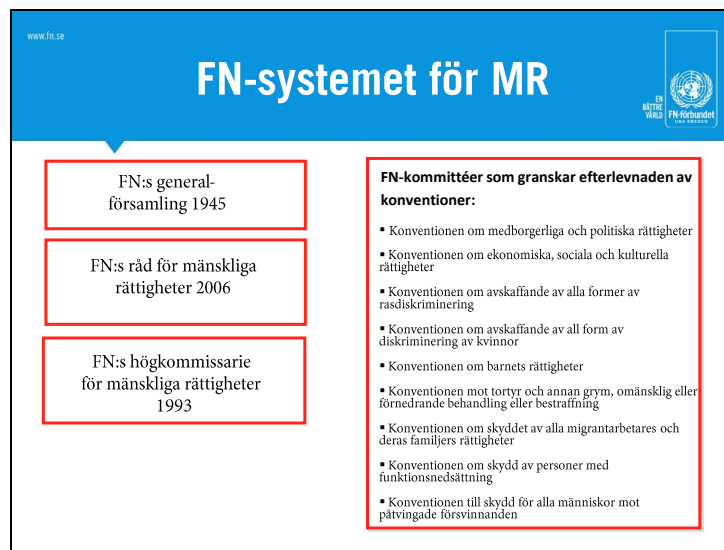 www.fn.se
FN-systemet för MR
EN
BÄTTRE
VÄRLD
FN-förbundet
UNA SWEDEN
FN:s general-
församling 1945
FN:s råd för mänskliga
rättigheter 2006
FN:s högkommissarie
för mänskliga rättigheter
1993
FN-kommittéer som granskar efterlevnaden av
konventioner:
▪ Konventionen om medborgerliga och politiska rättigheter
▪ Konventionen om ekonomiska, sociala och kulturella
rättigheter
▪ Konventionen om avskaffande av alla former av
rasdiskriminering
▪ Konventionen om avskaffande av all form av
diskriminering av kvinnor
▪ Konventionen om barnets rättigheter
▪ Konventionen mot tortyr och annan grym, omänsklig eller
förnedrande behandling eller bestraffning
▪ Konventionen om skyddet av alla migrantarbetares och
deras familjers rättigheter
▪ Konventionen om skydd av personer med
funktionsnedsättning
▪ Konventionen till skydd för alla människor mot
påtvingade försvinnanden